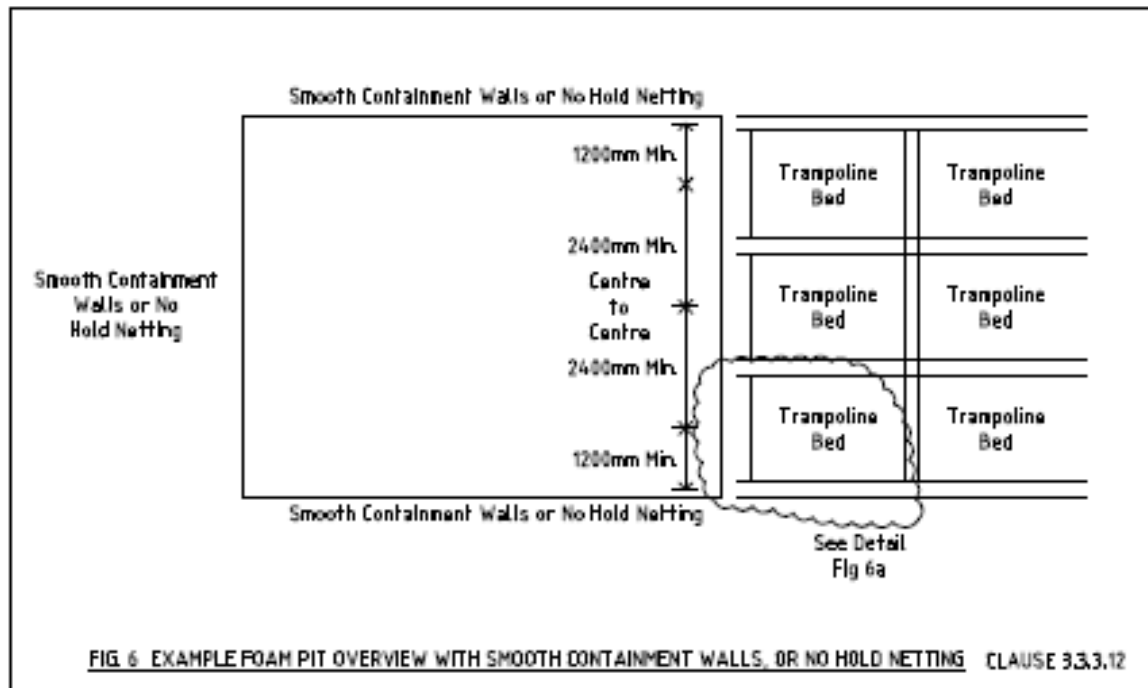 Smooth Containment Walls or No Hold Netting
1200mm Min.
Trampoline
Bed
Trampoline
Bed
2400mm Min.
Smooth Containment
Walls or No
Hold Netting
Centre
to
Centre
Trampoline
Bed
Trampoline
Bed
2400mm Min.
Trampoline
Bed
Trampoline
Bed
1200mm Min.
Smooth Containment Walls or No Hold Netting
See Detail
Fig 6a
FIG. 6 EXAMPLE FOAM PIT OVERVIEW WITH SMOOTH CONTAINMENT WALLS, OR NO HOLD NETTING CLAUSE 3.3.3.12